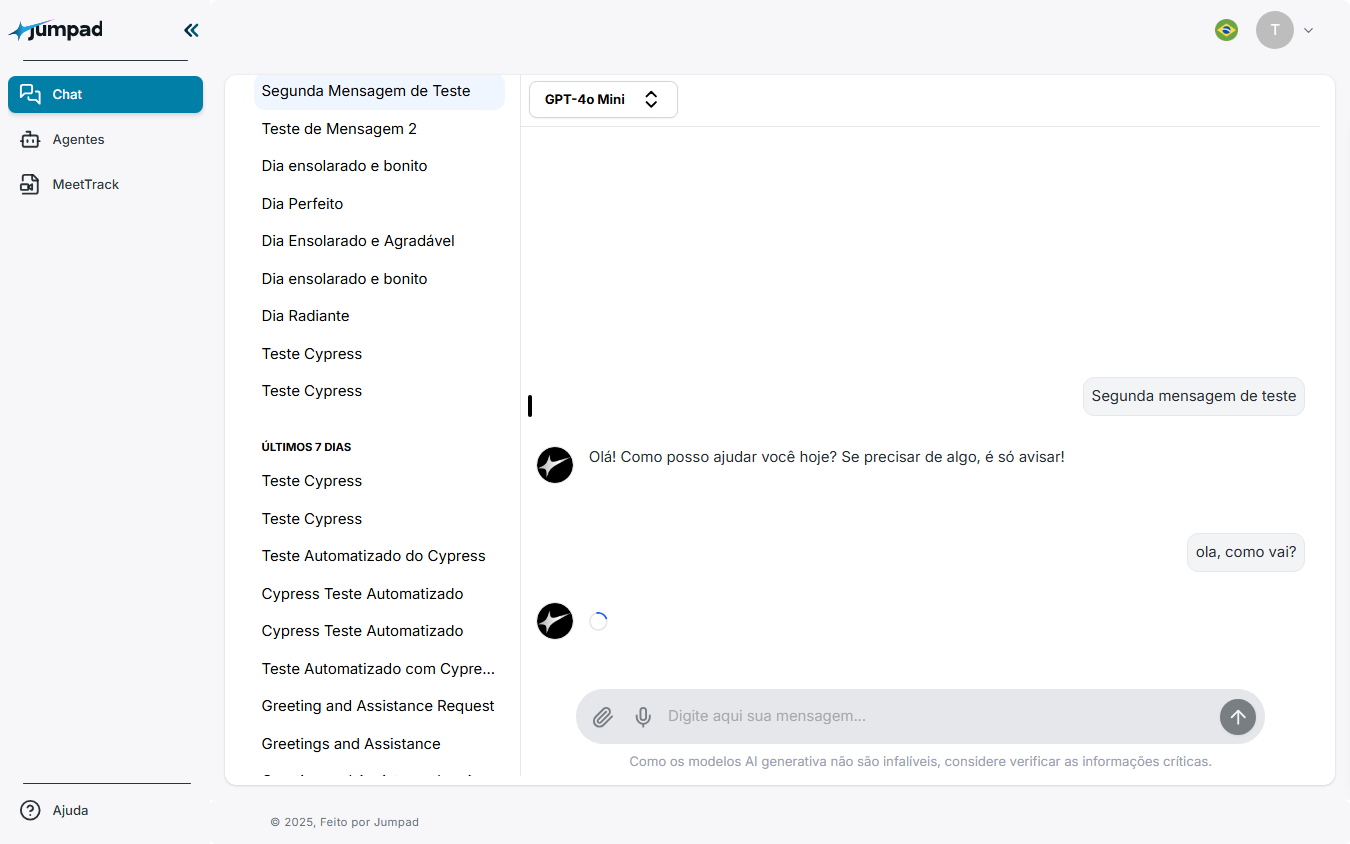 jumpad
T
Chat
Agentes
MeetTrack
Segunda Mensagem de Teste
Teste de Mensagem 2
Dia ensolarado e bonito
Dia Perfeito
Dia Ensolarado e Agradável
Dia ensolarado e bonito
Dia Radiante
Teste Cypress
Teste Cypress
ÚLTIMOS 7 DIAS
Teste Cypress
Teste Cypress
Teste Automatizado do Cypress
Cypress Teste Automatizado
Cypress Teste Automatizado
Teste Automatizado com Cypre...
Greeting and Assistance Request
Greetings and Assistance
GPT-4o Mini
Segunda mensagem de teste
Olá! Como posso ajudar você hoje? Se precisar de algo, é só avisar!
ola, como vai?
Digite aqui sua mensagem...
Como os modelos AI generativa não são infalíveis, considere verificar as informações críticas.
Ajuda
© 2025, Feito por Jumpad